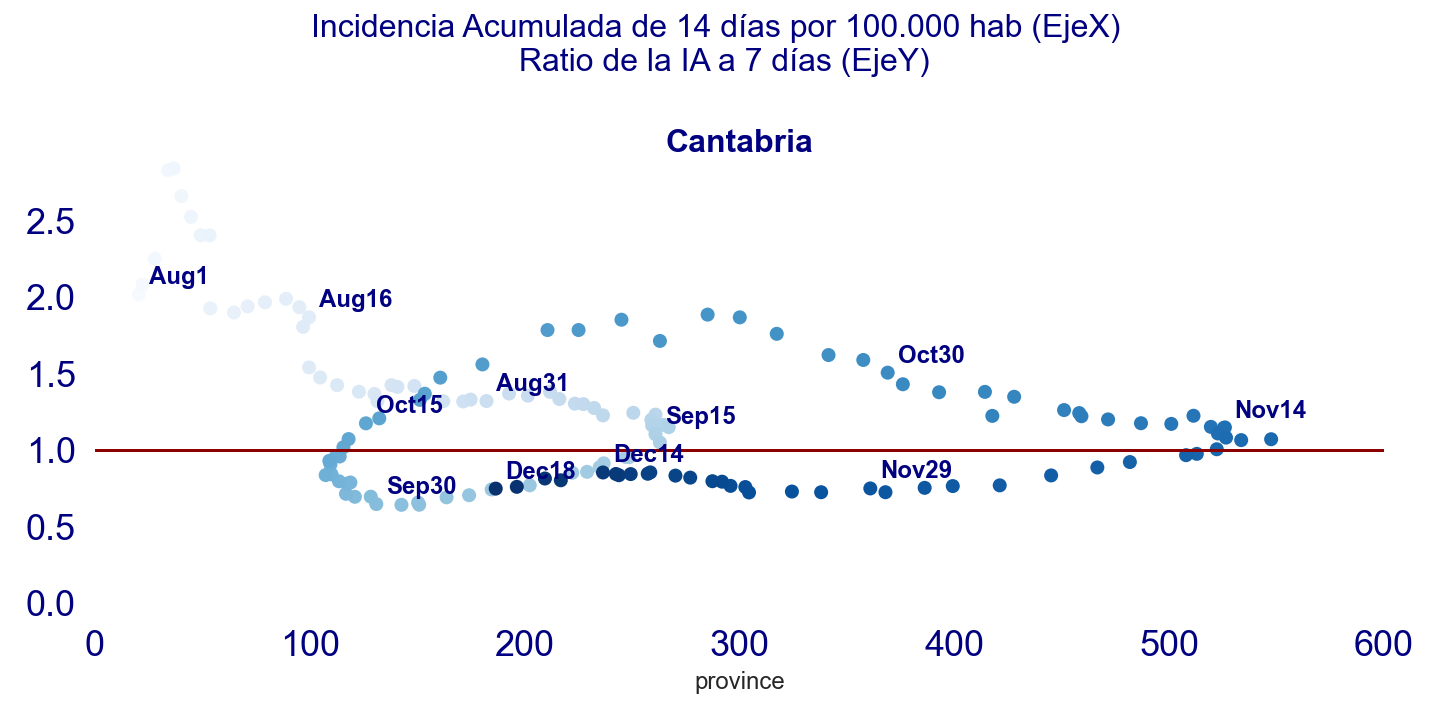 Incidencia Acumulada de 14 días por 100.000 hab (EjeX)
Ratio de la IA a 7 días (EjeY)
Cantabria
2.5
Aug1
2.0
Aug16
Oct30
1.5
Aug31
Oct15
Sep15
Nov14
1.0
Dec14
Dec18
Nov29
Sep30
0.5
0.0
0 100 200 300 400 500 600
province